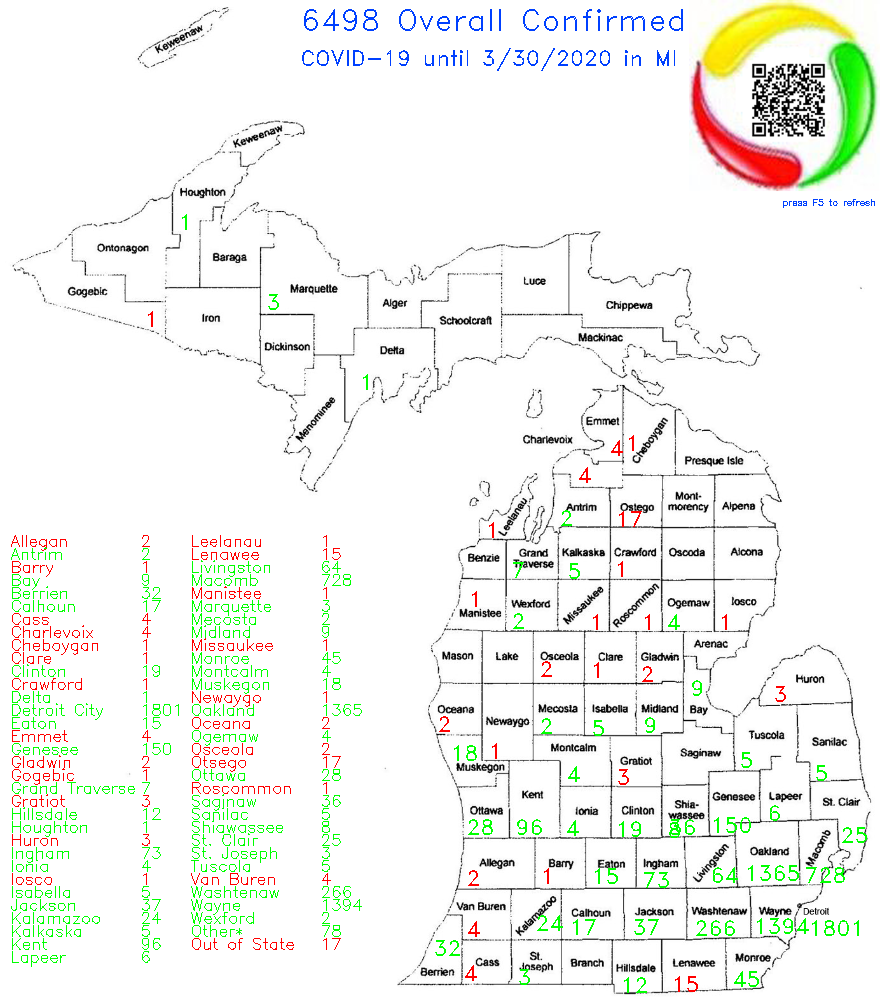 6498 Overall Confirmed
COVID-19 until 3/30/2020 in MI
press F5 to refresh
Keweenaw
Keweenaw
Houghton
1
Ontonagon
Baraga
Gogebic
1
Iron
Marquette
3
Alger
Luce
Chippewa
Schoolcraft
Mackinac
Dickinson
Delta
1
Menominee
Emmet
4
Cheboygan
1
Charlevoix
4
Presque Isle
Leelanau
1
Antrim
2
Ostego
17
Mont-
morency
Alpena
Benzie
Grand
Traverse
7
Kalkaska
5
Crawford
1
Oscoda
Alcona
Manistee
1
Wexford
2
Missaukee
1
Roscommon
1
Ogemaw
4
Iosco
1
Mason
Lake
Osceola
2
Clare
1
Gladwin
2
Arenac
Huron
3
Oceana
2
Newaygo
1
Mecosta
2
Isabella
5
Midland
9
Bay
9
Tuscola
5
Sanilac
5
18
Muskegon
Montcalm
4
Gratiot
3
Saginaw
36
Ottawa
28
Kent
96
Ionia
4
Clinton
19
Shia-
wassee
8
Genesee
150
Lapeer
6
St. Clair
25
Allegan
2
Barry
1
Eaton
15
Ingham
73
Livingston
64
Oakland
1365
Macomb
728
Van Buren
4
Kalamazoo
24
Calhoun
17
Jackson
37
Washtenaw
266
Wayne
1394
Detroit
1801
32
Berrien
Cass
4
St.
Joseph
3
Branch
Hillsdale
12
Lenawee
15
Monroe
45
Allegan 2 Leelanau 1
Antrim 2 Lenawee 15
Barry 1 Livingston 64
Bay 9 Macomb 728
Berrien 32 Manistee 1
Calhoun 17 Marquette 3
Cass 4 Mecosta 2
Charlevoix 4 Midland 9
Cheboygan 1 Missaukee 1
Clare 1 Monroe 45
Clinton 19 Montcalm 4
Crawford 1 Muskegon 18
Delta 1 Newaygo 1
Detroit City 1801 Oakland 1365
Eaton 15 Oceana 2
Emmet 4 Ogemaw 4
Genesee 150 Osceola 2
Gladwin 2 Otsego 17
Gogebic 1 Ottawa 28
Grand Traverse 7 Roscommon 1
Gratiot 3 Saginaw 36
Hillsdale 12 Sanilac 5
Houghton 1 Shiawassee 8
Huron 3 St. Clair 25
Ingham 73 St. Joseph 3
Ionia 4 Tuscola 5
Iosco 1 Van Buren 4
Isabella 5 Washtenaw 266
Jackson 37 Wayne 1394
Kalamazoo 24 Wexford 2
Kalkaska 5 Other* 78
Kent 96 Out of State 17
Lapeer 6